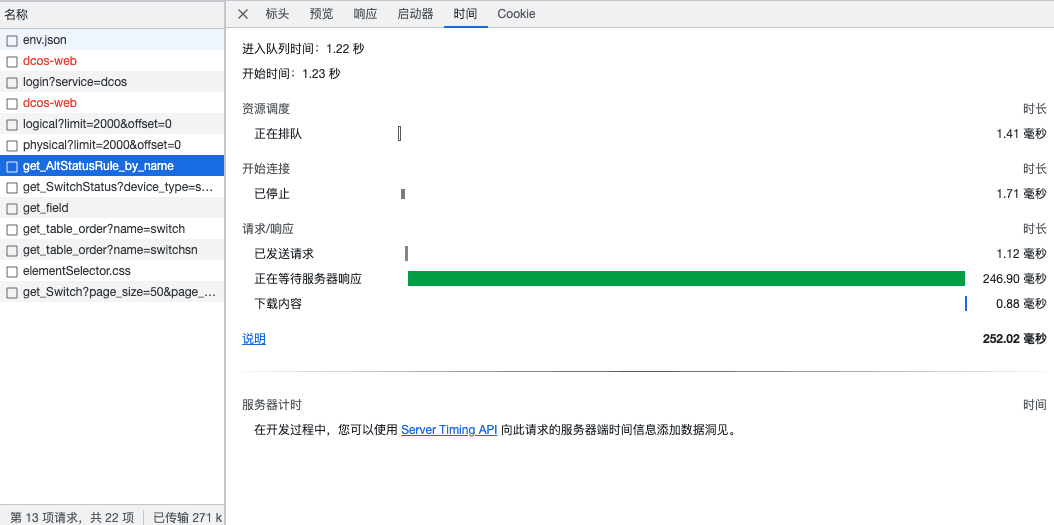 名称
env.json
dcos-web
login?service=dcos
dcos-web
logical?limit=2000&offset=0
physical?limit=2000&offset=0
get_AltStatusRule_by_name
get_SwitchStatus?device_type=s...
get_field
get_table_order?name=switch
get_table_order?name=switchsn
elementSelector.css
get_Switch?page_size=50&page_...
第 13 项请求，共 22 项 已传输 271 k
标头 预览 响应 启动器 时间 Cookie
进入队列时间：1.22 秒
开始时间：1.23 秒
资源调度 时长
正在排队 1.41 毫秒
开始连接 时长
已停止 1.71 毫秒
请求/响应 时长
已发送请求 1.12 毫秒
正在等待服务器响应 246.90 毫秒
下载内容 0.88 毫秒
说明 252.02 毫秒
服务器计时 时间
在开发过程中，您可以使用 Server Timing API 向此请求的服务器端时间信息添加数据洞见。